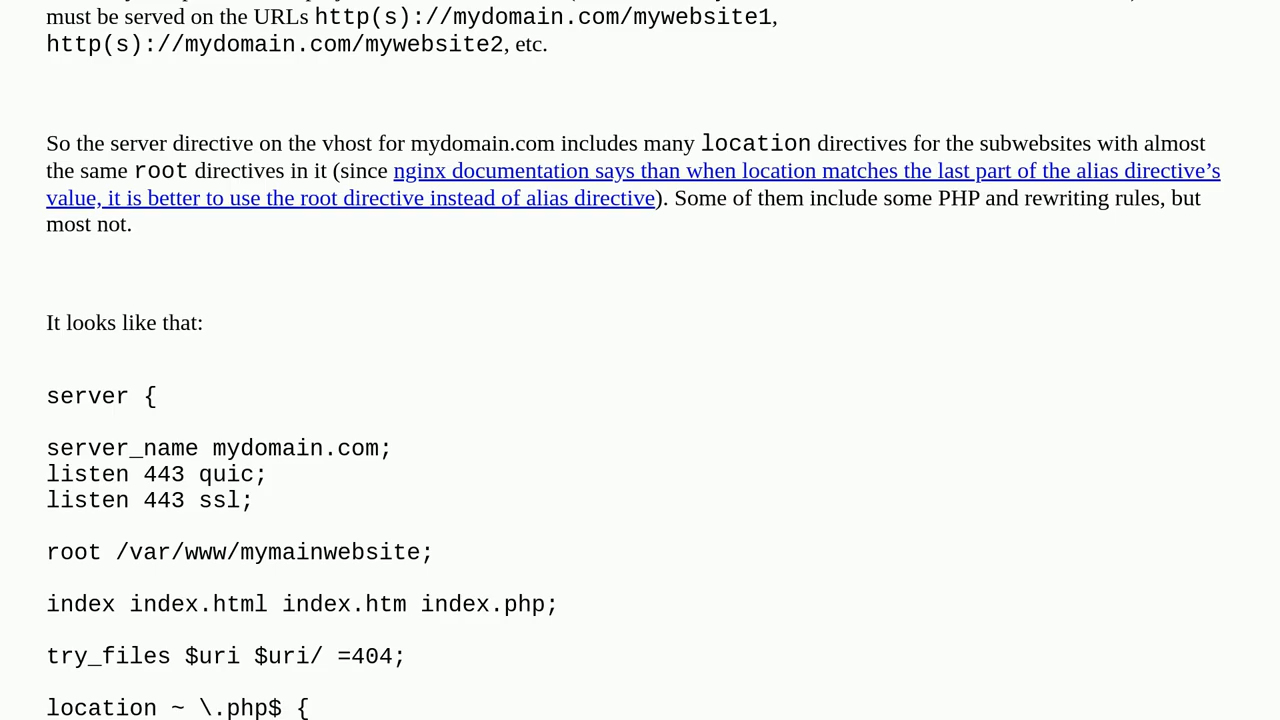 must be served on the URLs http(s)://mydomain.com/mywebsite1,
http(s)://mydomain.com/mywebsite2, etc.
So the server directive on the vhost for mydomain.com includes many location directives for the subwebsites with almost
the same root directives in it (since nginx documentation says than when location matches the last part of the alias directive’s
value, it is better to use the root directive instead of alias directive). Some of them include some PHP and rewriting rules, but
most not.
It looks like that:
server {
server_name mydomain.com;
listen 443 quic;
listen 443 ssl;
root /var/www/mymainwebsite;
index index.html index.htm index.php;
try_files $uri $uri/ =404;
location ~ \.php$ {